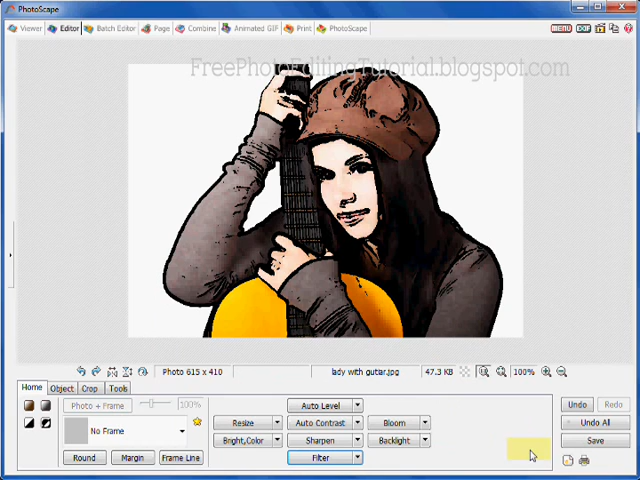 PhotoScape
Viewer Editor Batch Editor Page Combine Animated GIF Print PhotoScape MENU EXIF
FreePhotoEditingTutorial.blogspot.com
Photo 615 x 410 lady with guitar.jpg 47.3 KB 100%
Home Object Crop Tools
Photo + Frame 100% Auto Level Undo Redo
No Frame Resize Auto Contrast Bloom Undo All
Bright,Color Sharpen Backlight Save
Round Margin Frame Line Filter